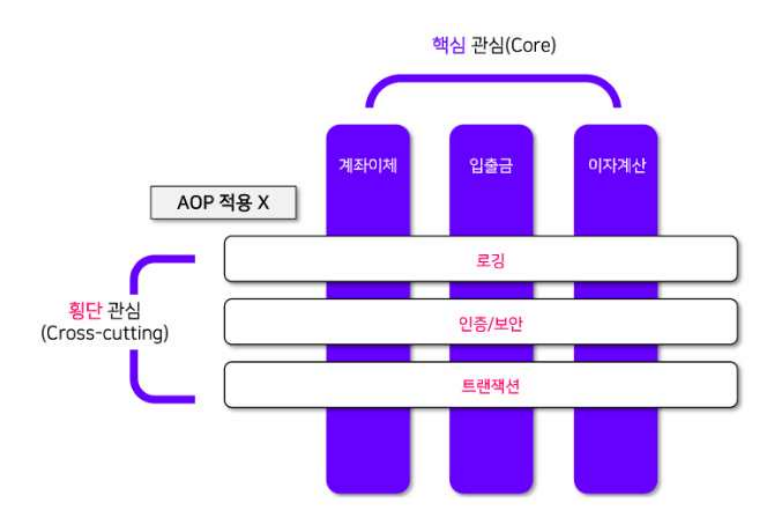 핵심 관심(Core)
계좌이체
입출금
이자계산
AOP 적용 X
로깅
횡단 관심
(Cross-cutting)
인증/보안
트랜잭션